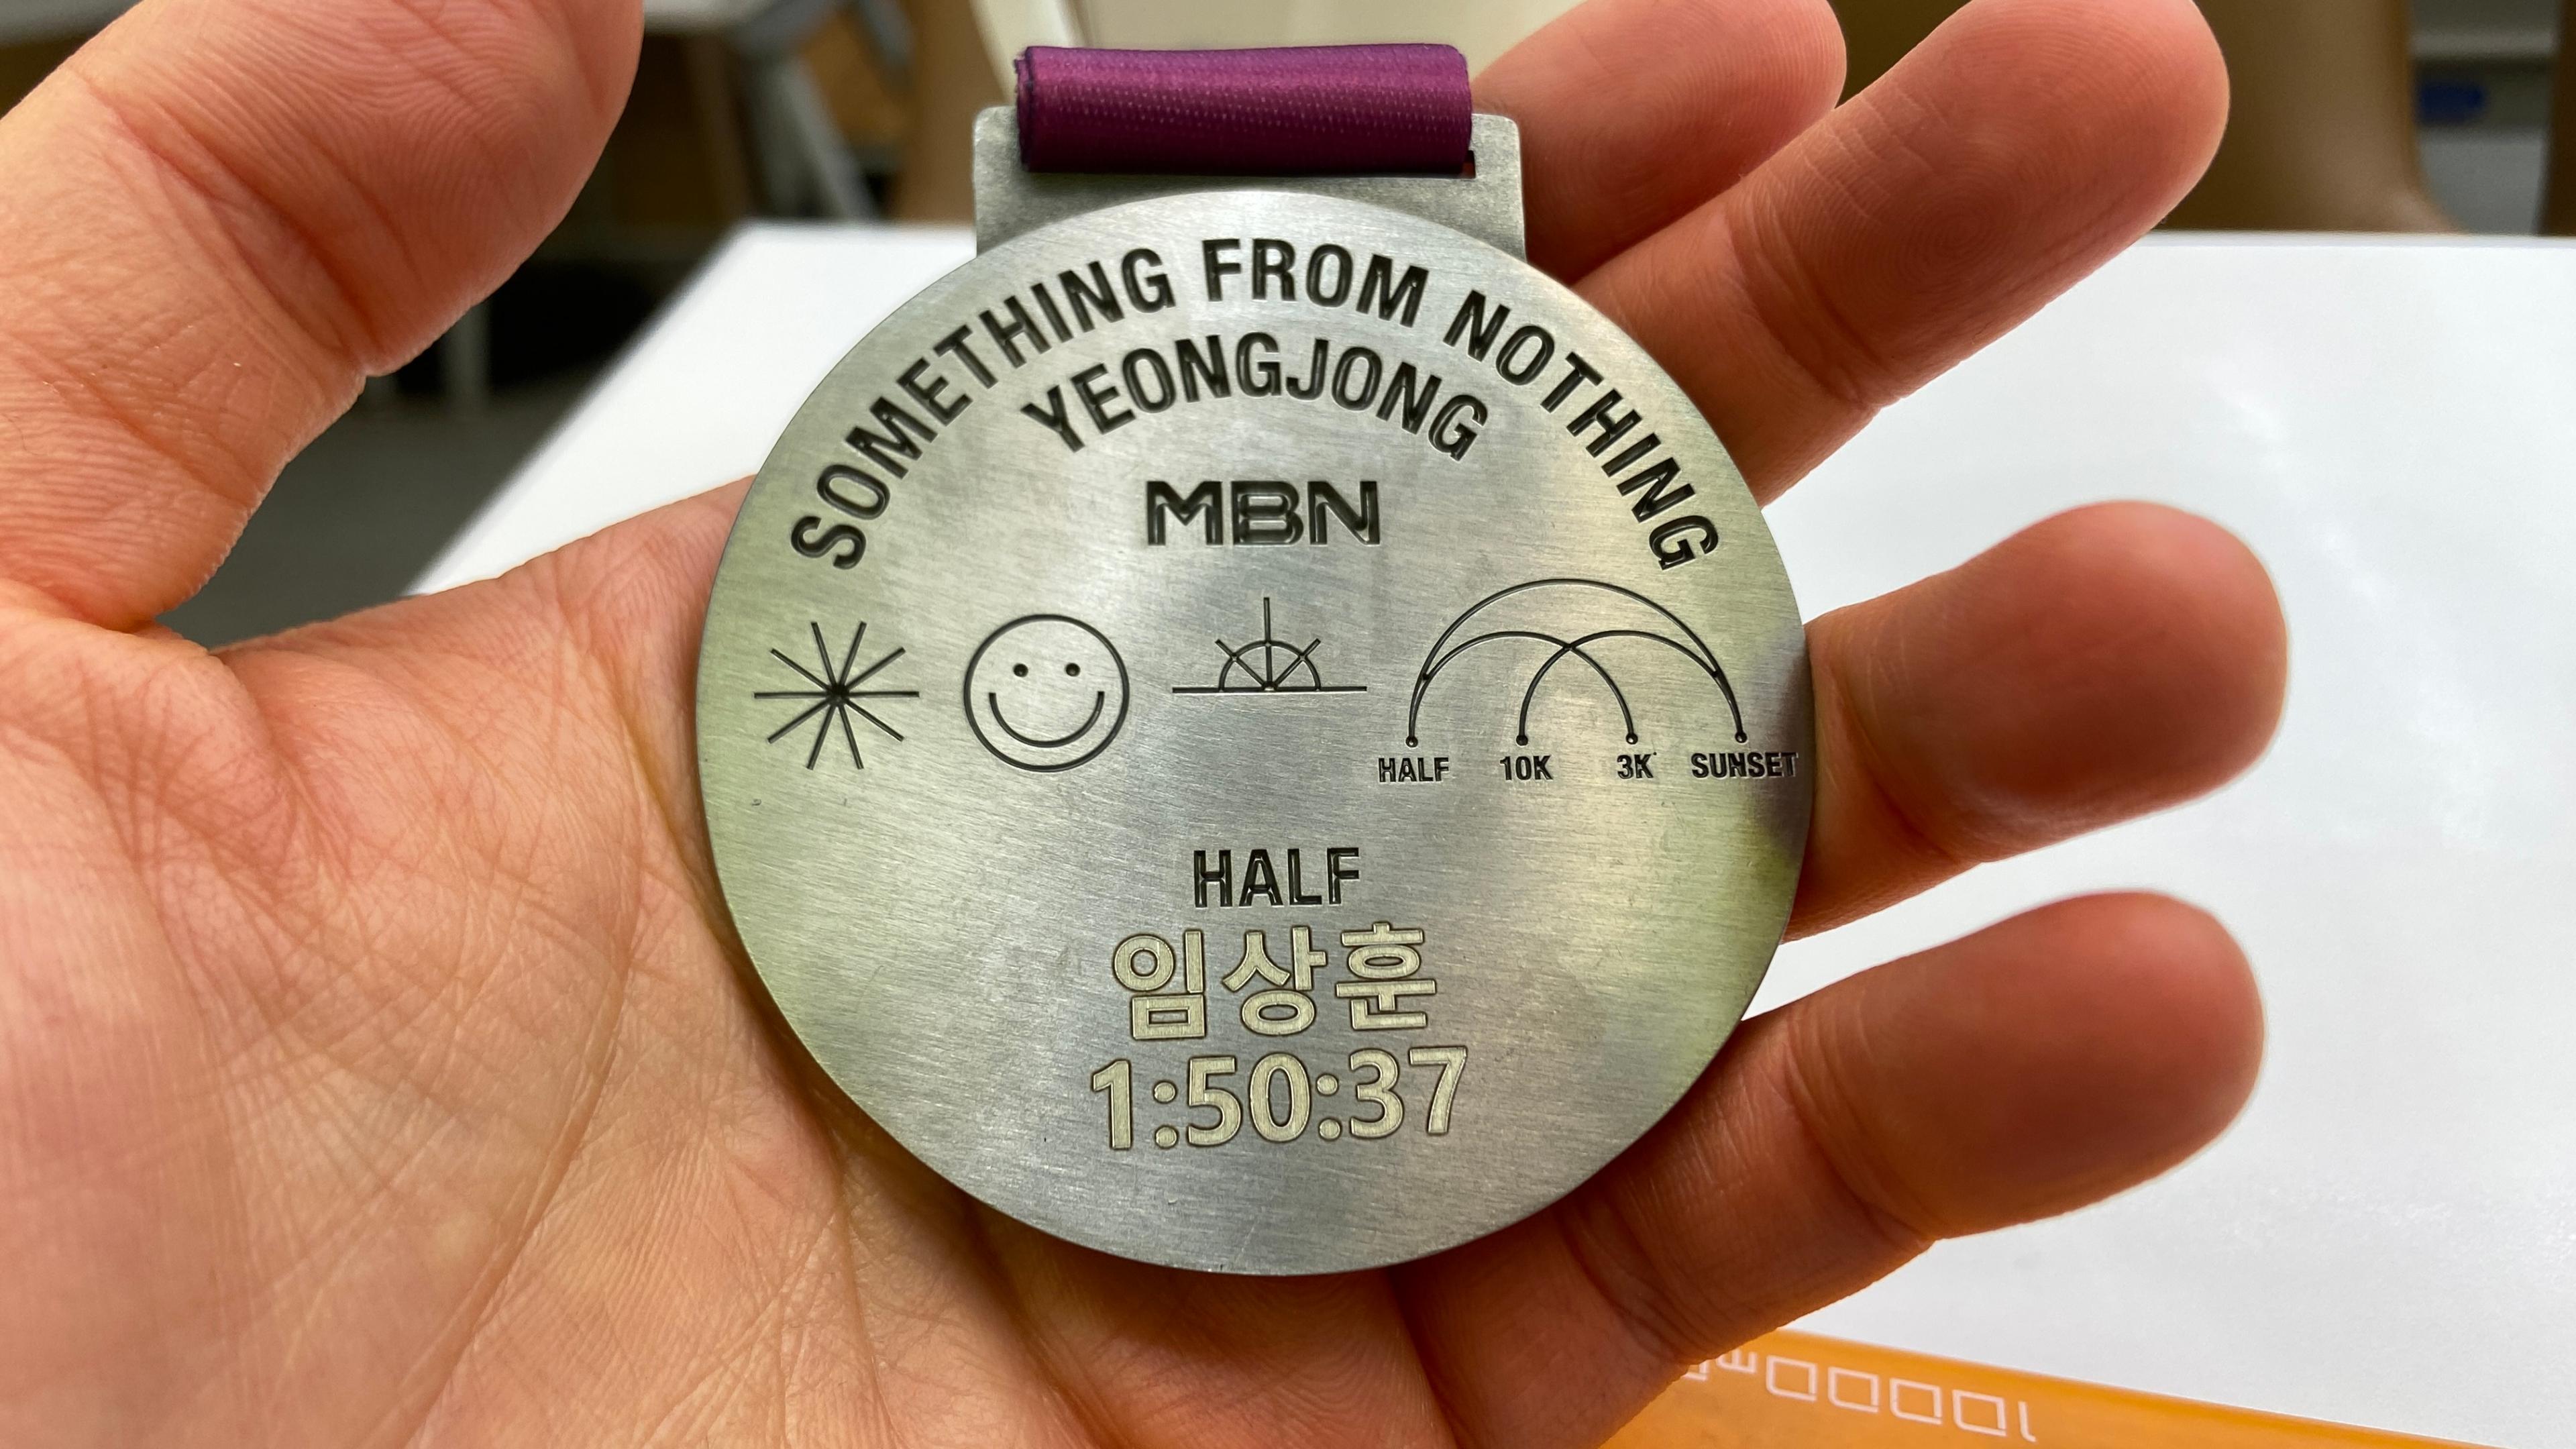 SOMETHING FROM NOTHING
YEONGJONG
MBN
HALF 10K 3K SUNSET
HALF
임상훈
1:50:37